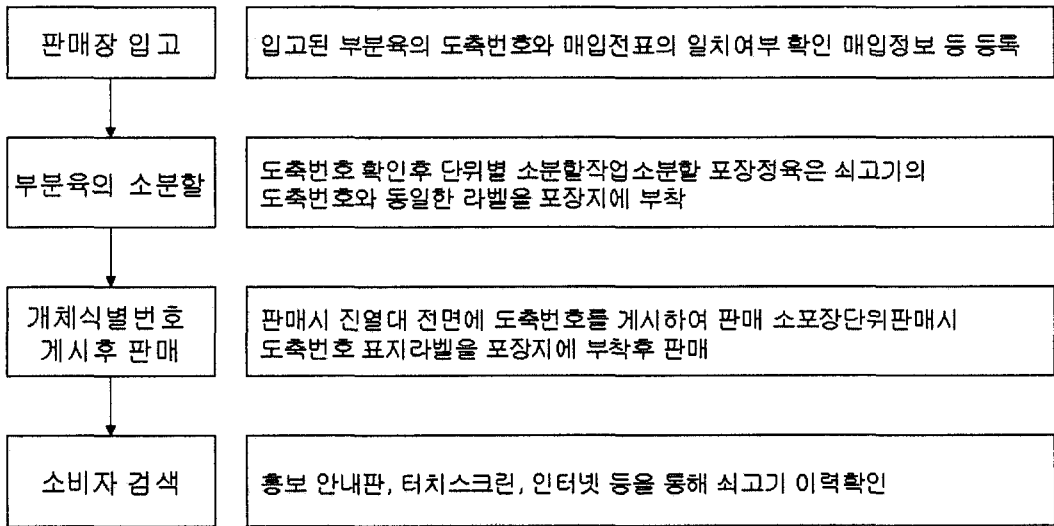 판매장 입고
입고된 부분육의 도축번호와 매입전표의 일치여부 확인 매입정보 등 등록
부분육의 소분할
도축번호 확인후 단위별 소분할작업소분할 포장정육은 쇠고기의
도축번호와 동일한 라벨을 포장지에 부착
개체식별번호
게시후 판매
판매시 진열대 전면에 도축번호를 게시하여 판매 소포장단위판매시
도축번호 표지라벨을 포장지에 부착후 판매
소비자 검색
홍보 안내판, 터치스크린, 인터넷 등을 통해 쇠고기 이력확인